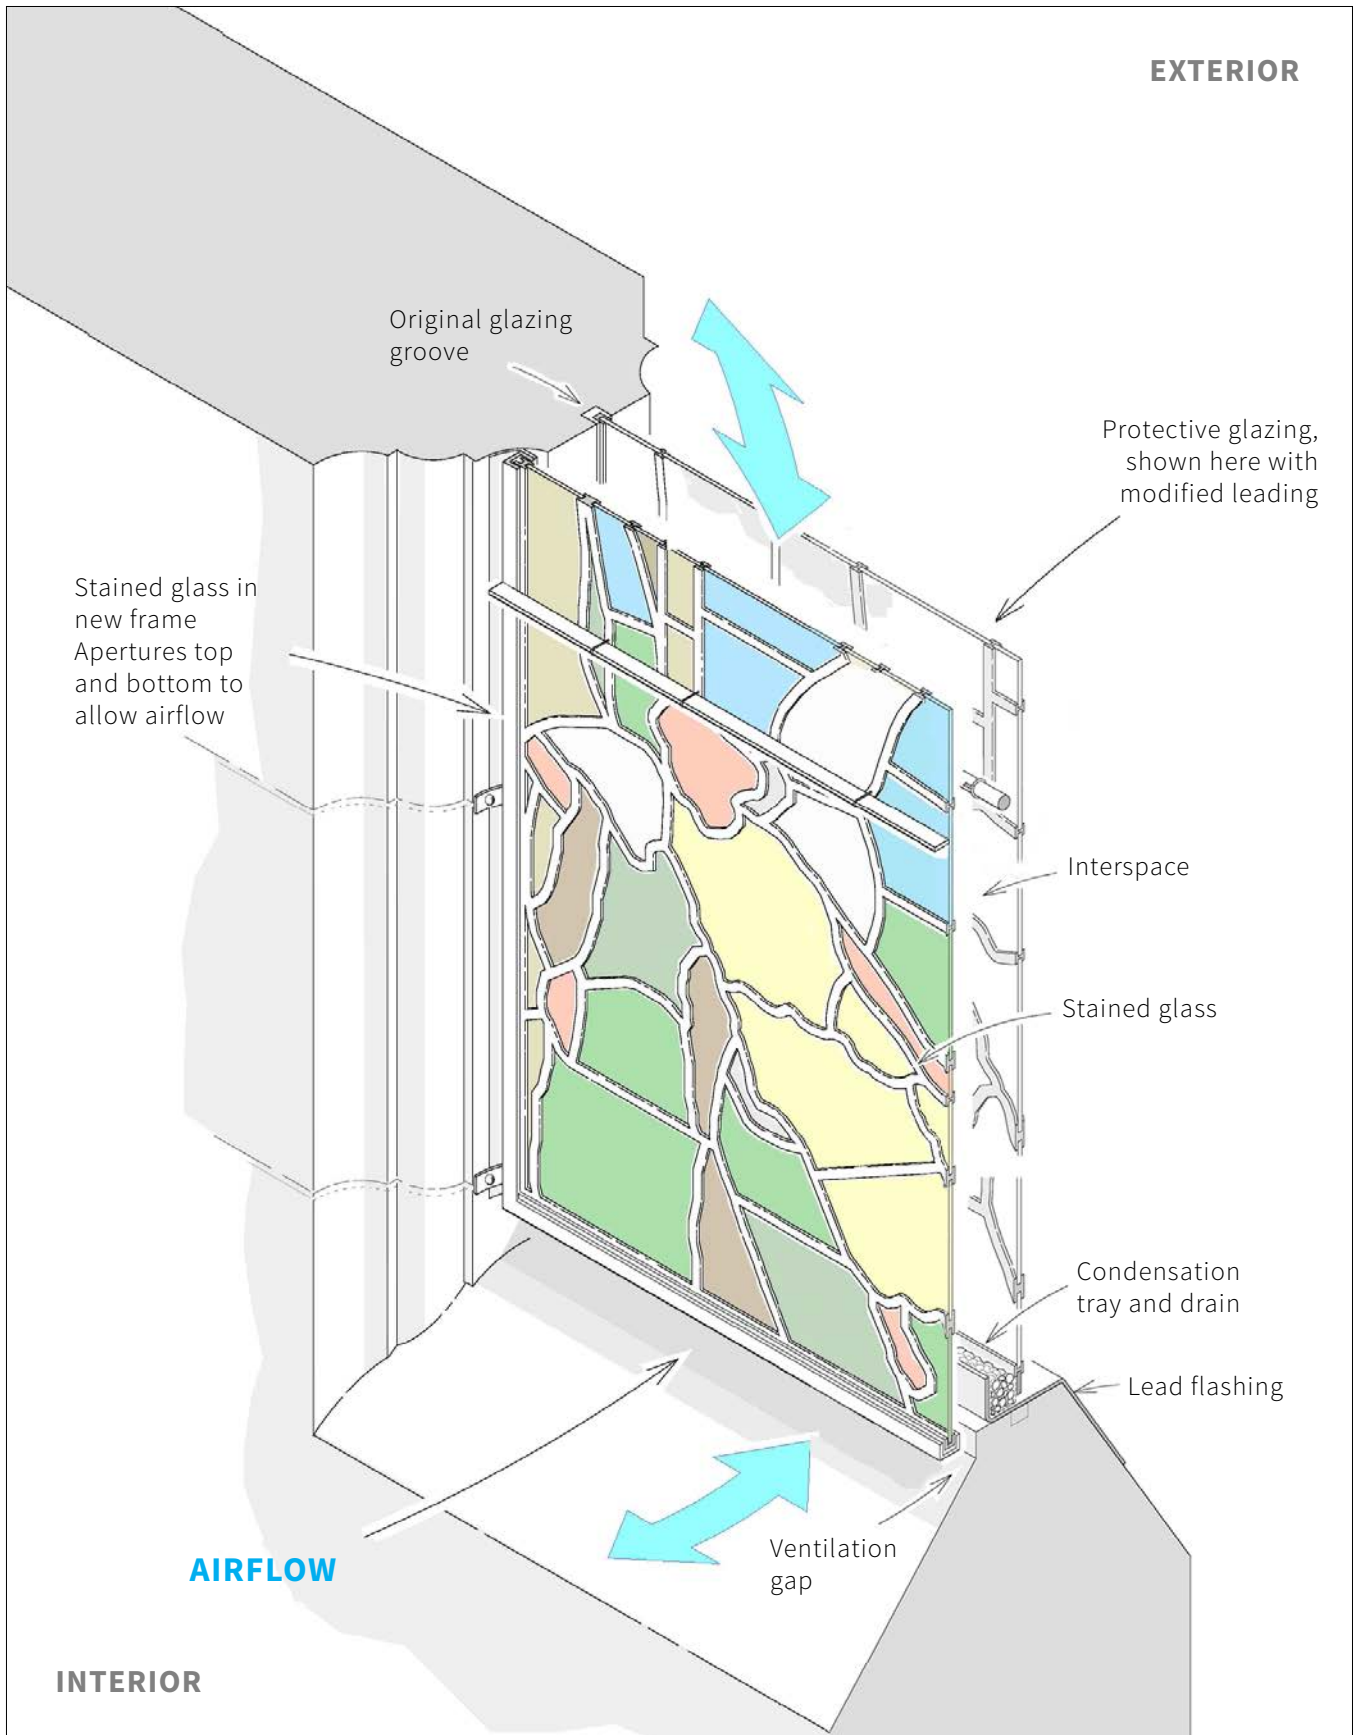 EXTERIOR
Original glazing
groove
Protective glazing,
shown here with
modified leading
Stained glass in
new frame
Apertures top
and bottom to
allow airflow
Interspace
Stained glass
Condensation
tray and drain
Lead flashing
Ventilation
gap
AIRFLOW
INTERIOR